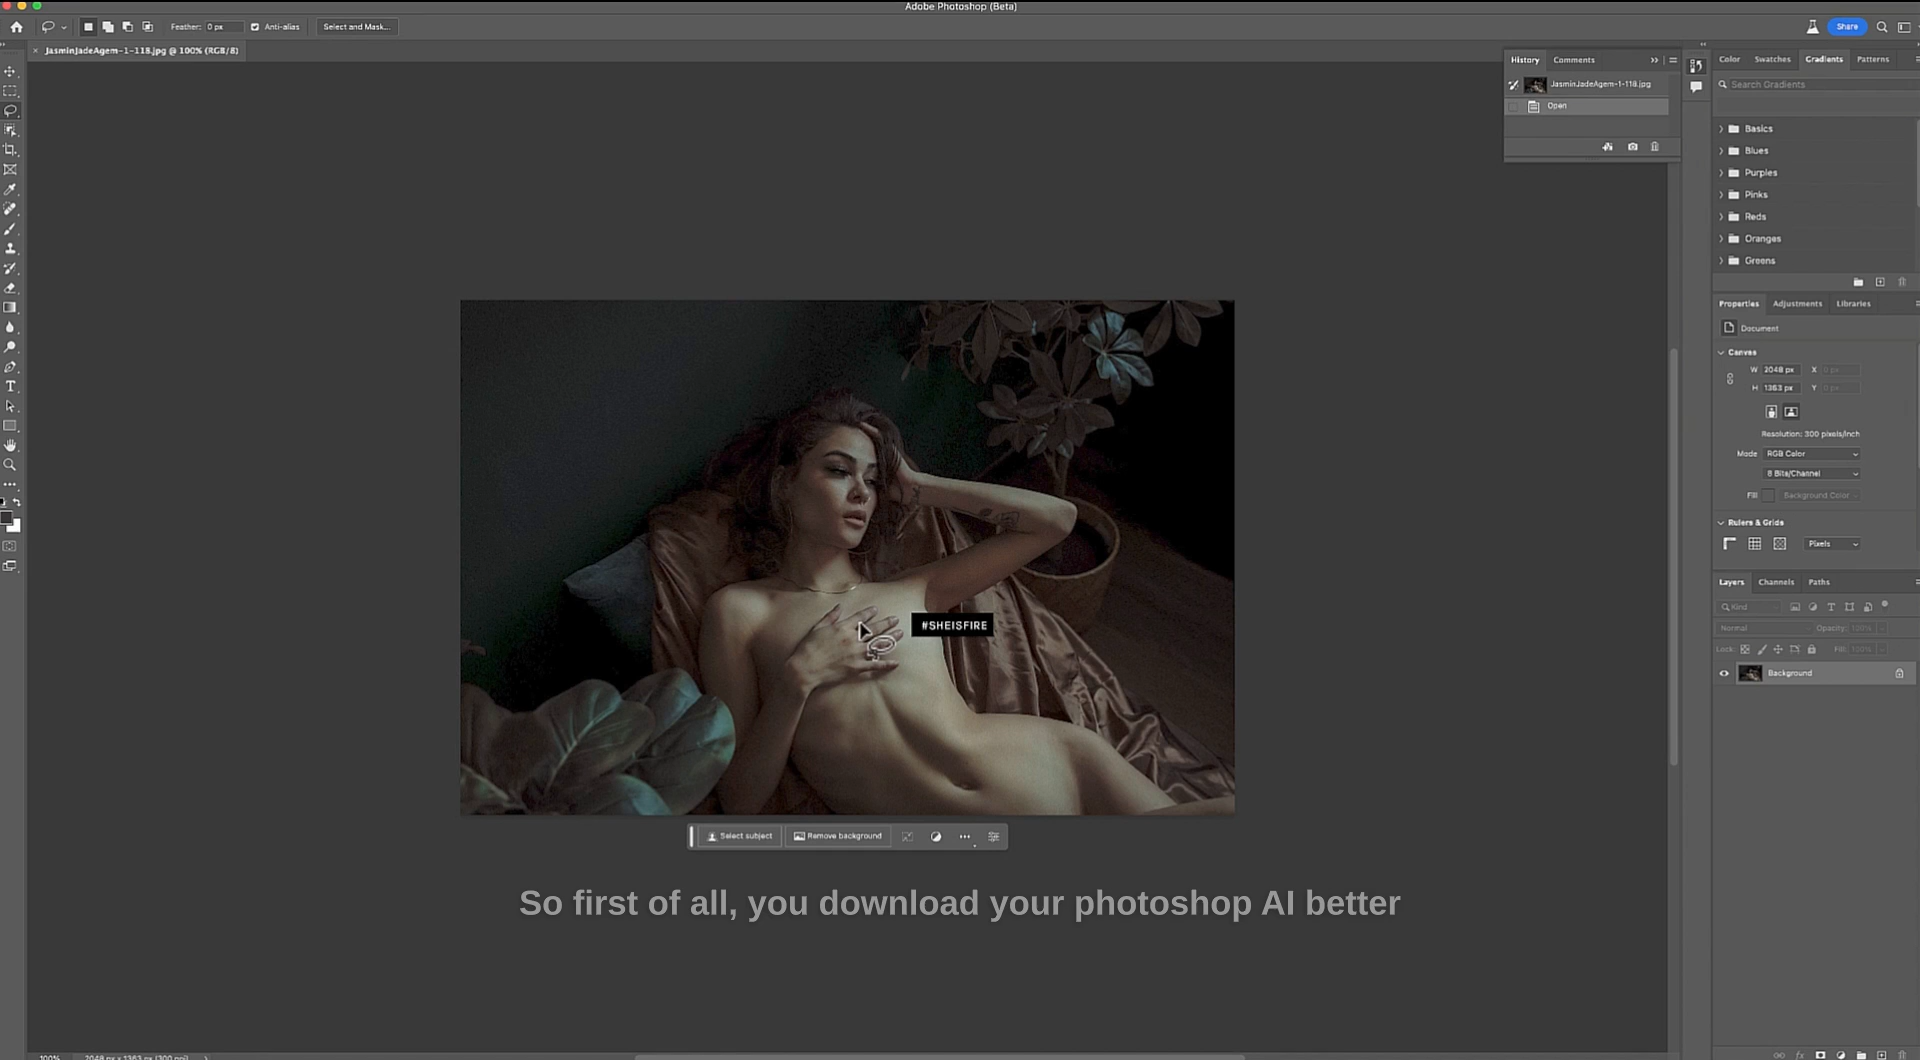 Adobe Photoshop (Beta)
Feather: 0 px
Anti-alias
Select and Mask...
Share
× JasminJadeAgem-1-118.jpg @ 100% (RGB/8)
History Comments
JasminJadeAgem-1-118.jpg
Open
Color Swatches Gradients Patterns
Search Gradients
Basics
Blues
Purples
Pinks
Reds
Oranges
Greens
Properties Adjustments Libraries
Document
Canvas
W 2048 px X 0 px
H 1363 px Y 0 px
Resolution: 300 pixels/inch
Mode RGB Color
8 Bits/Channel
Fill Background Color
Rulers & Grids
Pixels
Layers Channels Paths
Kind
Normal Opacity: 100%
Lock: Fill: 100%
Background
#SHEISFIRE
Select subject
Remove background
So first of all, you download your photoshop AI better
100% 2048 px x 1363 px (300 ppi)